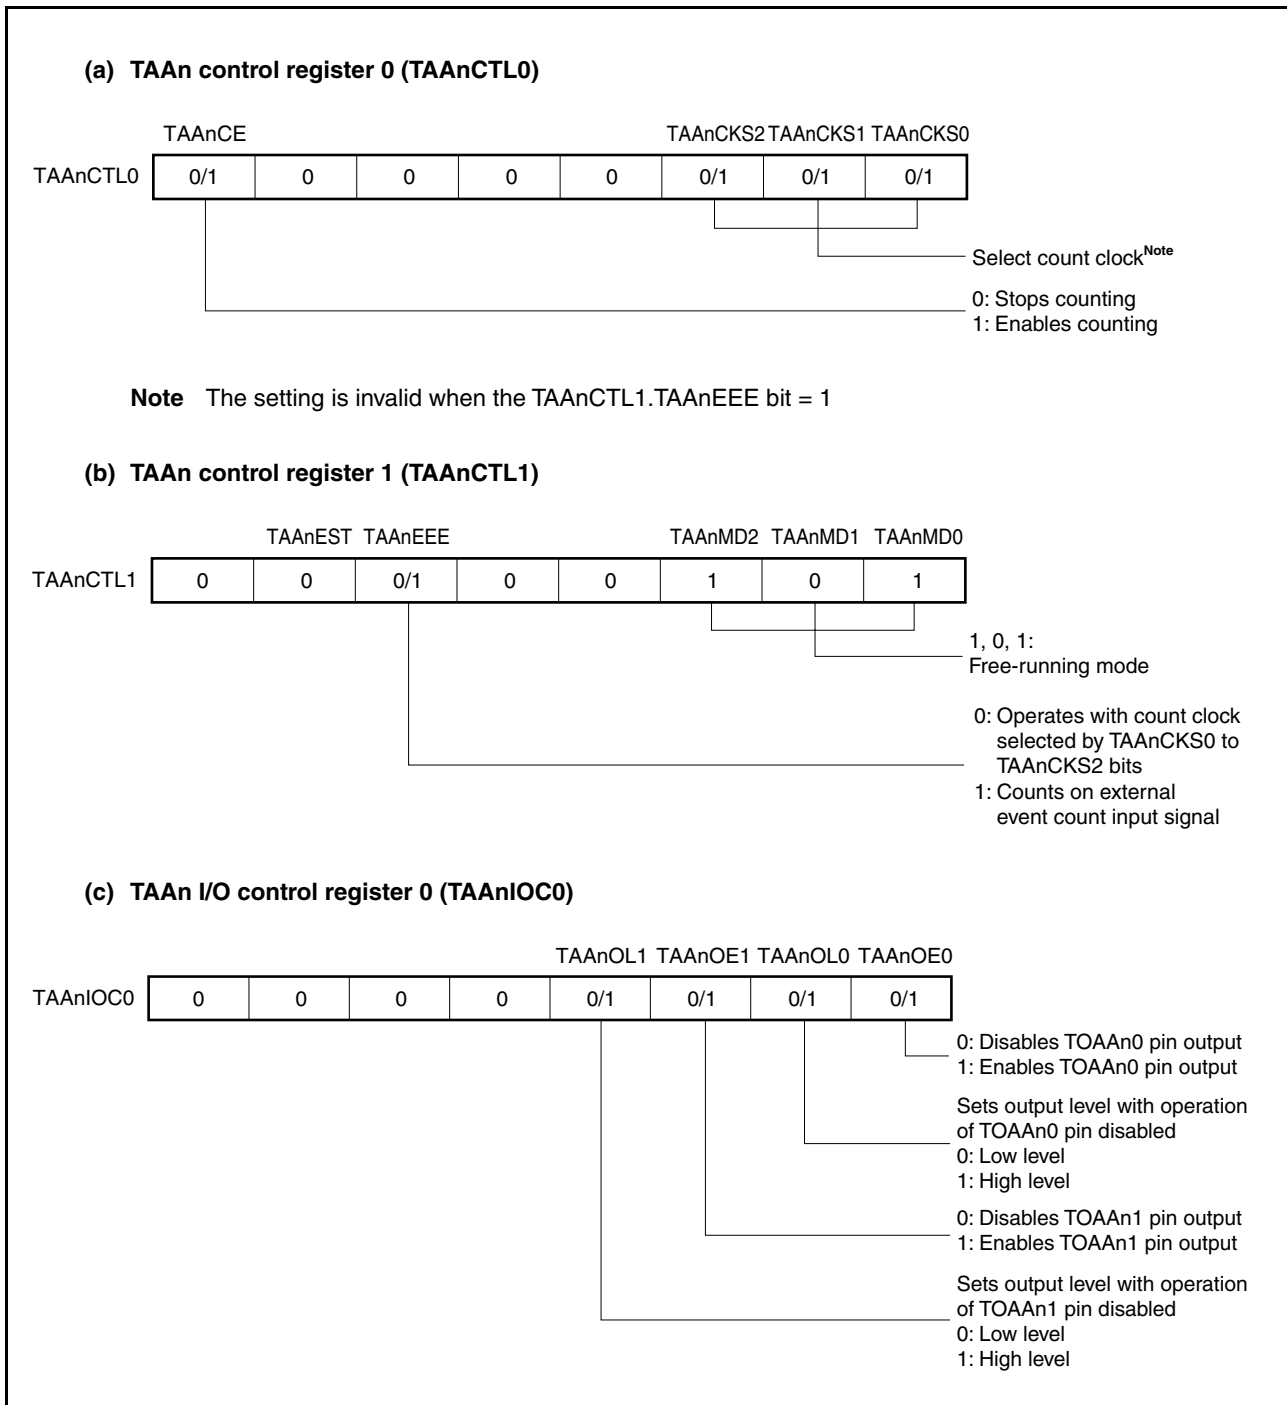 (a) TAAn control register 0 (TAAnCTL0)
TAAnCE TAAnCKS2 TAAnCKS1 TAAnCKS0
TAAnCTL0 0/1 0 0 0 0 0/1 0/1 0/1
Select count clockNote
0: Stops counting
1: Enables counting
Note The setting is invalid when the TAAnCTL1.TAAnEEE bit = 1
(b) TAAn control register 1 (TAAnCTL1)
TAAnEST TAAnEEE TAAnMD2 TAAnMD1 TAAnMD0
TAAnCTL1 0 0 0/1 0 0 1 0 1
1, 0, 1:
Free-running mode
0: Operates with count clock
selected by TAAnCKS0 to
TAAnCKS2 bits
1: Counts on external
event count input signal
(c) TAAn I/O control register 0 (TAAnIOC0)
TAAnOL1 TAAnOE1 TAAnOL0 TAAnOE0
TAAnIOC0 0 0 0 0 0/1 0/1 0/1 0/1
0: Disables TOAAn0 pin output
1: Enables TOAAn0 pin output
Sets output level with operation
of TOAAn0 pin disabled
0: Low level
1: High level
0: Disables TOAAn1 pin output
1: Enables TOAAn1 pin output
Sets output level with operation
of TOAAn1 pin disabled
0: Low level
1: High level